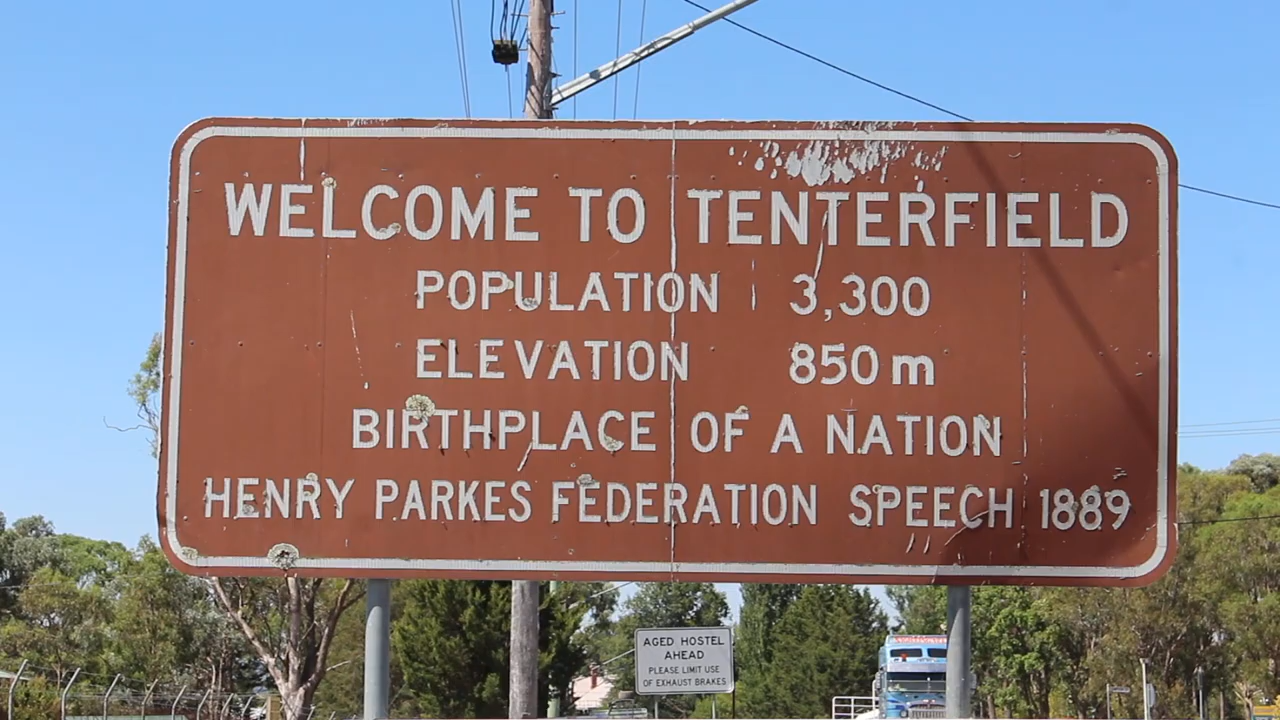 WELCOME TO TENTERFIELD
POPULATION 3,300
ELEVATION 850 m
BIRTHPLACE OF A NATION
HENRY PARKES FEDERATION SPEECH 1889
AGED HOSTEL
AHEAD
PLEASE LIMIT USE
OF EXHAUST BRAKES